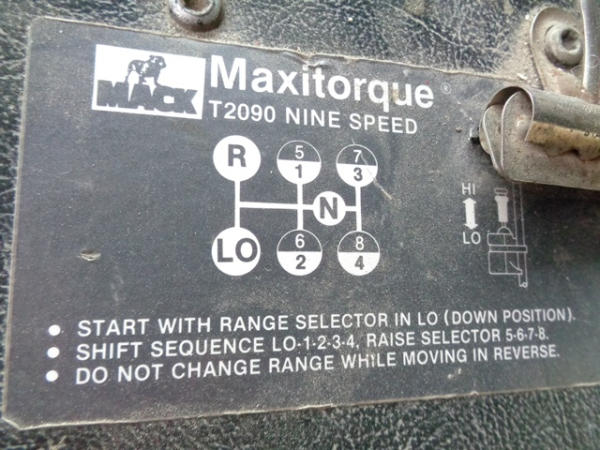 MACK
Maxitorque®
T2090 NINE SPEED
R 5 7
1 3
N
HI
LO
LO 6 8
2 4
• START WITH RANGE SELECTOR IN LO (DOWN POSITION).
• SHIFT SEQUENCE LO-1-2-3-4, RAISE SELECTOR 5-6-7-8.
• DO NOT CHANGE RANGE WHILE MOVING IN REVERSE.